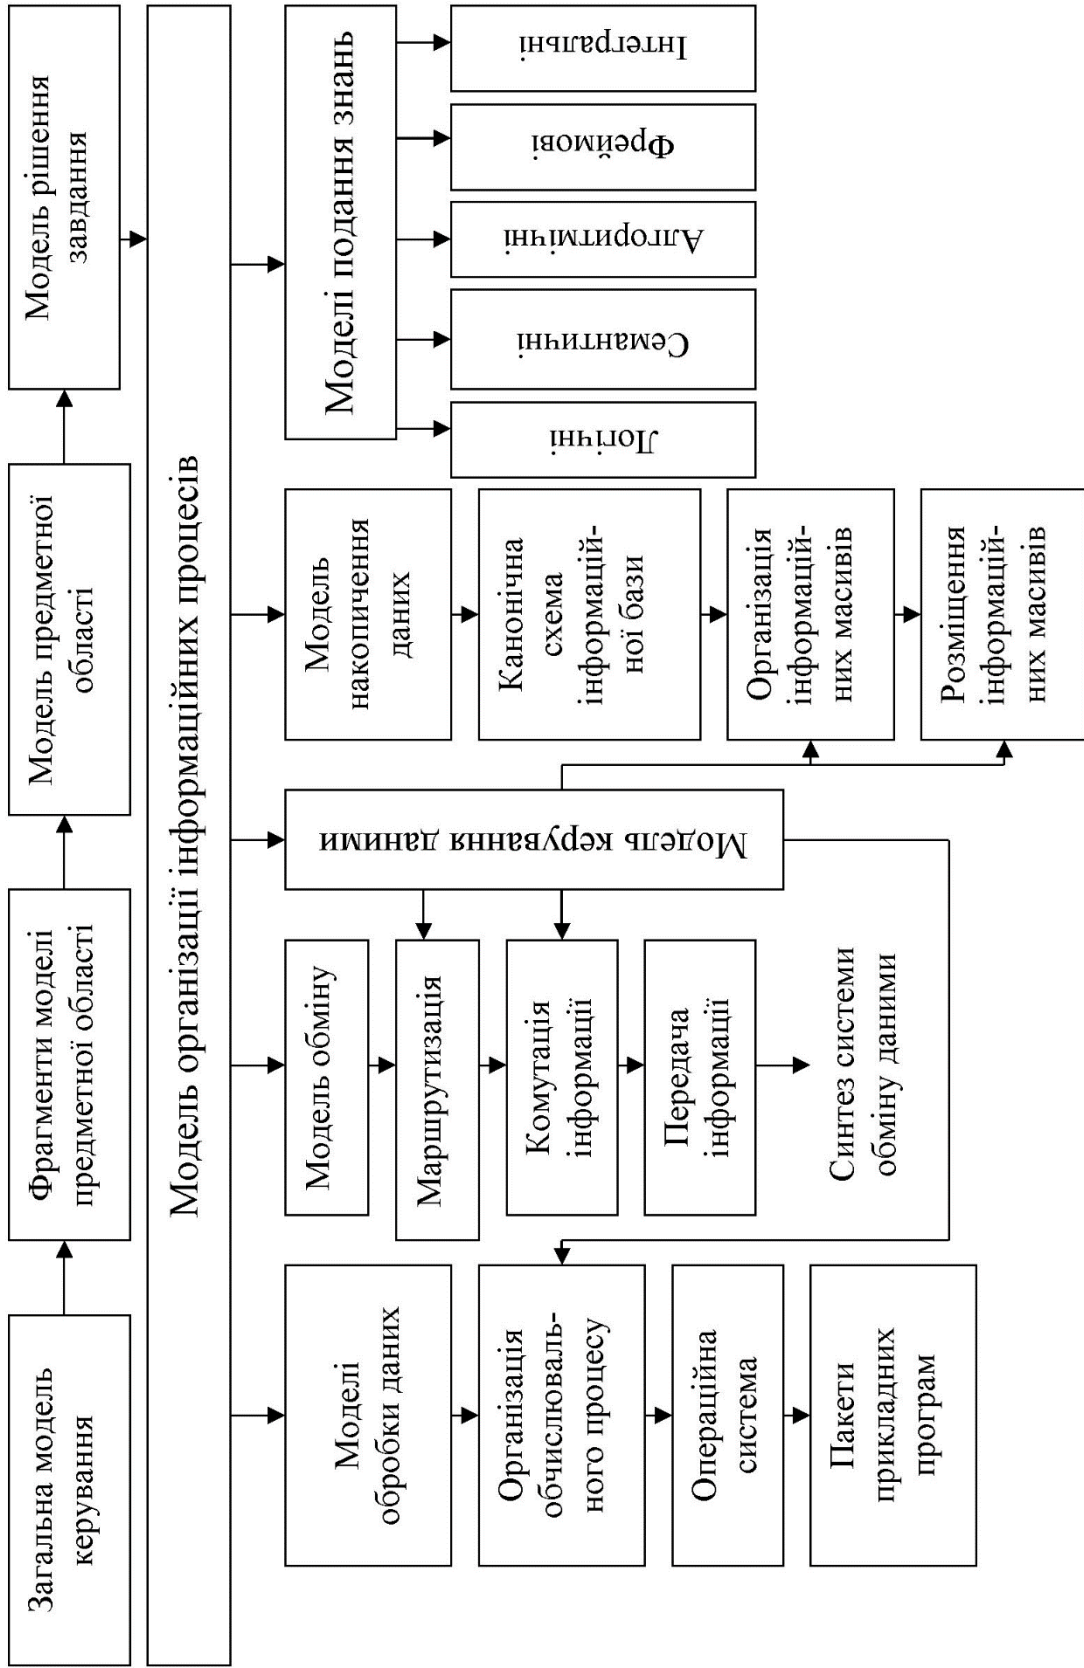 Загальна модель
керування
Фрагменти моделі
предметної області
Модель предметної
області
Модель рішення
завдання
Модель організації інформаційних процесів
Моделі
обробки даних
Організація
обчислюваль-
ного процесу
Операційна
система
Пакети
прикладних
програм
Модель обміну
Маршрутизація
Комутація
інформації
Передача
інформації
Синтез системи
обміну даними
Модель керування даними
Модель
накопичення
даних
Канонічна
схема
інформацій-
ної бази
Організація
інформацій-
них масивів
Розміщення
інформацій-
них масивів
Моделі подання знань
Логічні
Семантичні
Алгоритмічні
Фреймові
Інтегральні